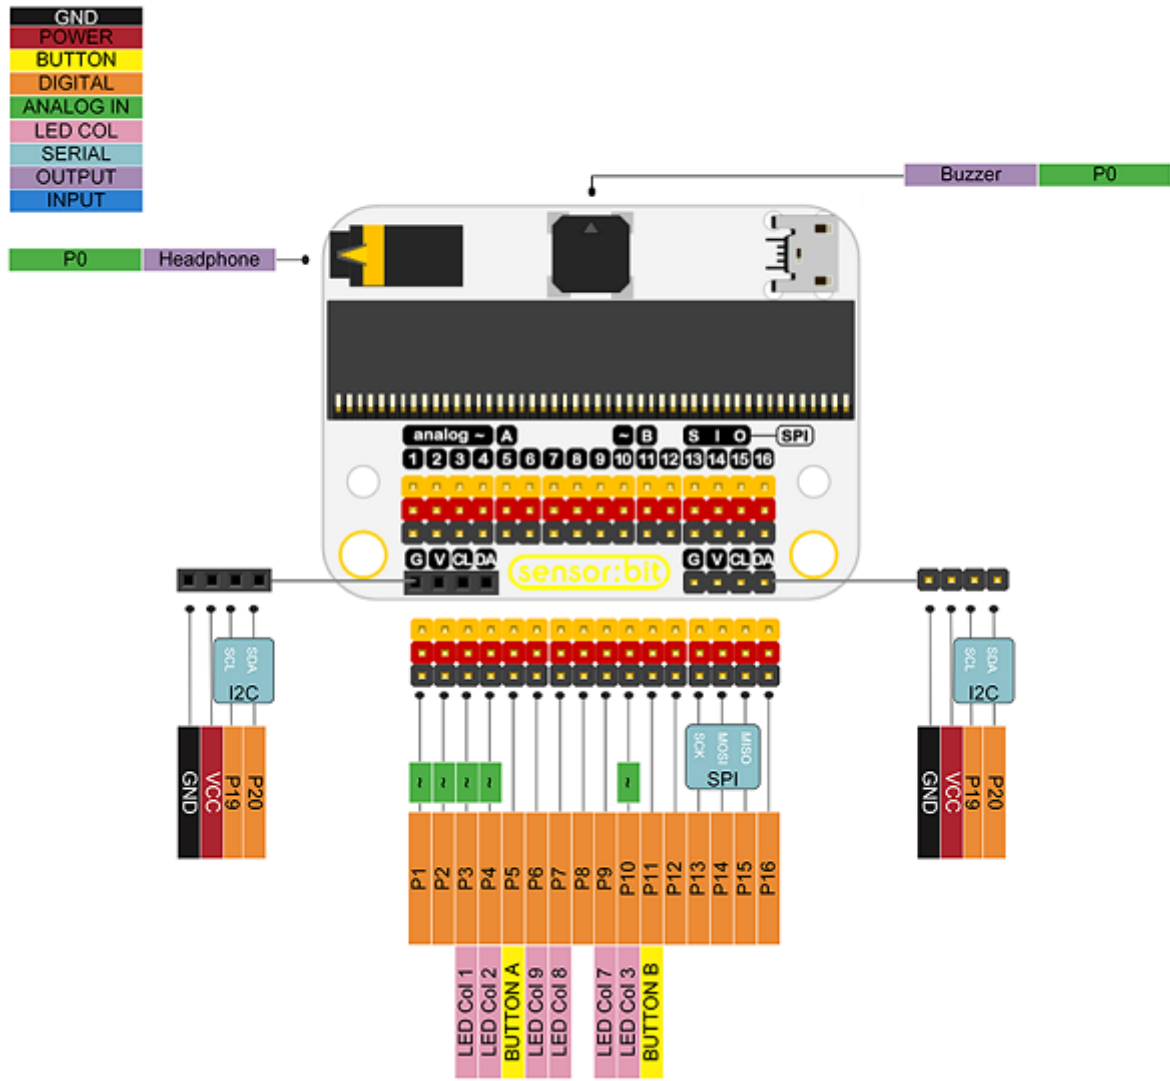 GND
POWER
BUTTON
DIGITAL
ANALOG IN
LED COL
SERIAL
OUTPUT
INPUT
Buzzer P0
P0 Headphone
analog ~ A ~ B S I O SPI
1 2 3 4 5 6 7 8 9 10 11 12 13 14 15 16
G V CL DA sensor:bit G V CL DA
SCL SDA
I2C
GND VCC P19 P20
SCL SDA
I2C
GND VCC P19 P20
SCK MOSI MISO
SPI
~ ~ ~ ~ ~
P1 P2 P3 P4 P5 P6 P7 P8 P9 P10 P11 P12 P13 P14 P15 P16
LED Col 1
LED Col 2
BUTTON A
LED Col 9
LED Col 8
LED Col 7
LED Col 3
BUTTON B